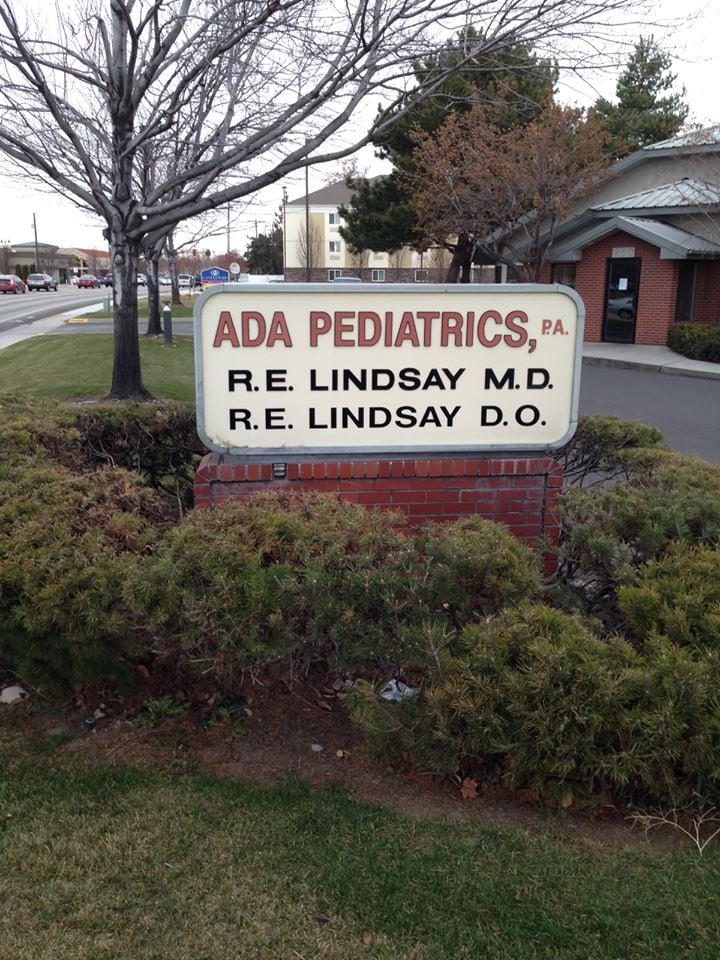 ADA PEDIATRICS, P.A.
R.E. LINDSAY M.D.
R.E. LINDSAY D.O.